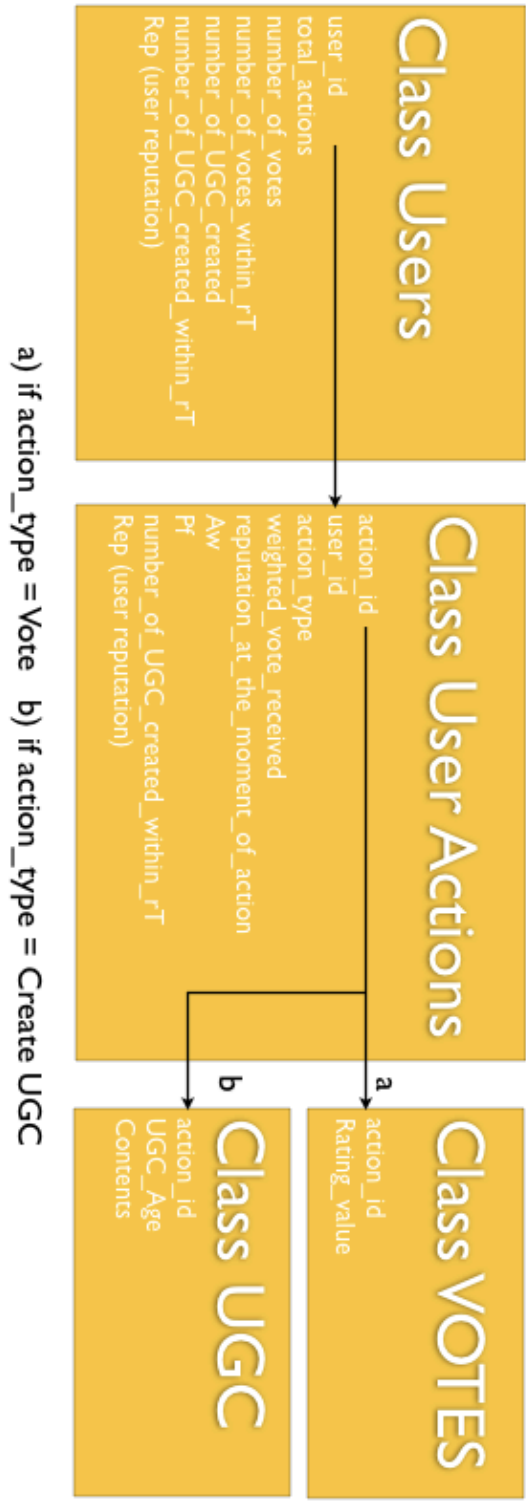 Class Users
user_id
total_actions
number_of_votes
number_of_votes_within_rT
number_of_UGC_created
number_of_UGC_created_within_rT
Rep (user reputation)
Class User Actions
action_id
user_id
action_type
weighted_vote_received
reputation_at_the_moment_of_action
Aw
Pf
number_of_UGC_created_within_rT
Rep (user reputation)
a
Class VOTES
action_id
Rating_value
b
Class UGC
action_id
UGC_Age
Contents
a) if action_type = Vote b) if action_type = Create UGC